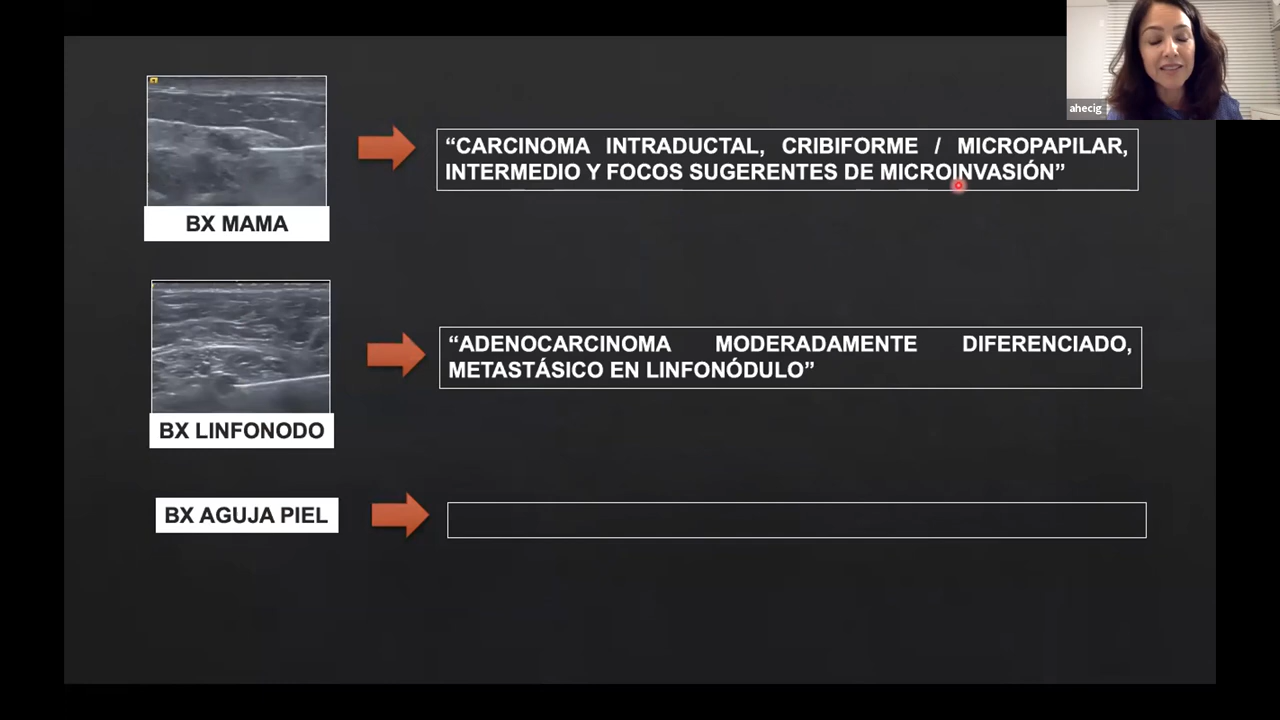 ahecig
“CARCINOMA INTRADUCTAL, CRIBIFORME / MICROPAPILAR,
INTERMEDIO Y FOCOS SUGERENTES DE MICROINVASIÓN”
BX MAMA
“ADENOCARCINOMA MODERADAMENTE DIFERENCIADO,
METASTÁSICO EN LINFONÓDULO”
BX LINFONODO
BX AGUJA PIEL